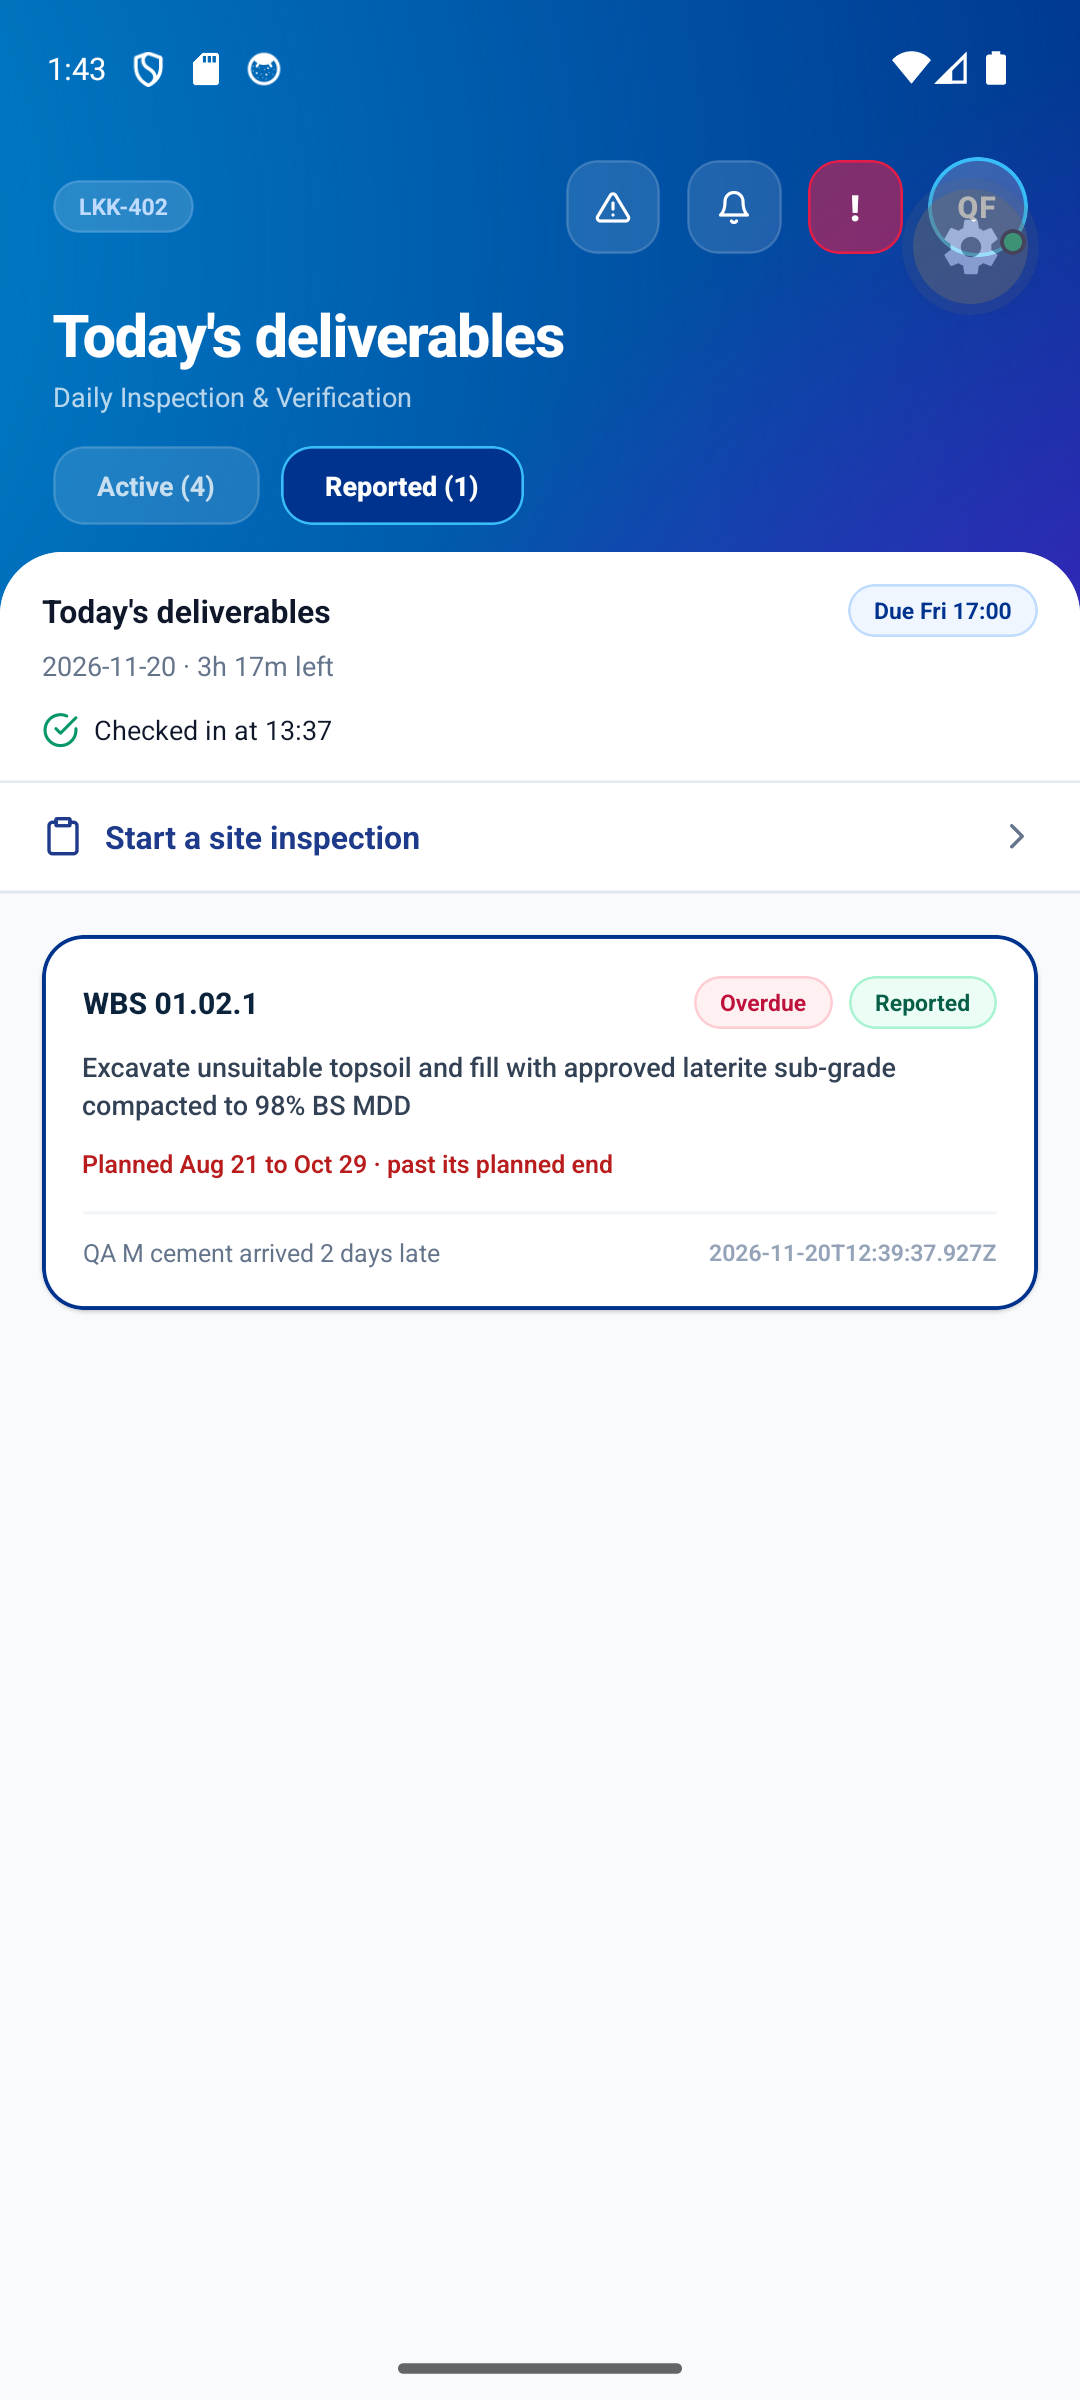 1:43
LKK-402
!
QF
Today's deliverables
Daily Inspection & Verification
Active (4)
Reported (1)
Today's deliverables
Due Fri 17:00
2026-11-20 · 3h 17m left
Checked in at 13:37
Start a site inspection
WBS 01.02.1
Overdue
Reported
Excavate unsuitable topsoil and fill with approved laterite sub-grade
compacted to 98% BS MDD
Planned Aug 21 to Oct 29 · past its planned end
QA M cement arrived 2 days late
2026-11-20T12:39:37.927Z